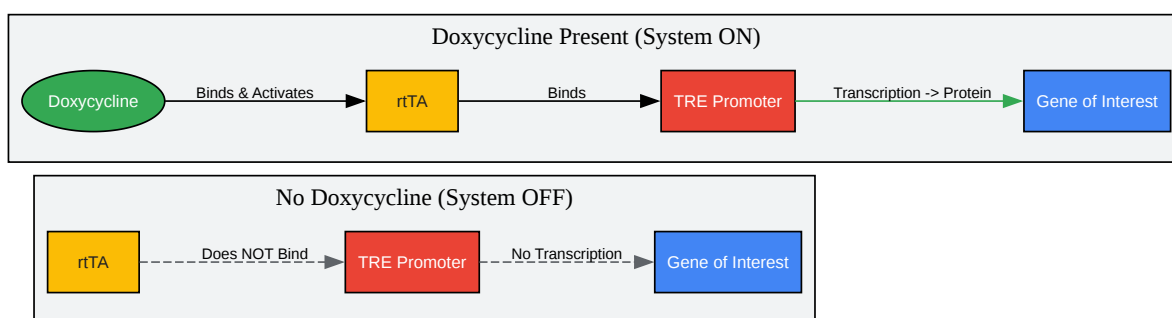 Doxycycline Present (System ON)
Doxycycline
Binds & Activates
rtTA
Binds
TRE Promoter
Transcription -> Protein
Gene of Interest
No Doxycycline (System OFF)
rtTA
Does NOT Bind
TRE Promoter
No Transcription
Gene of Interest